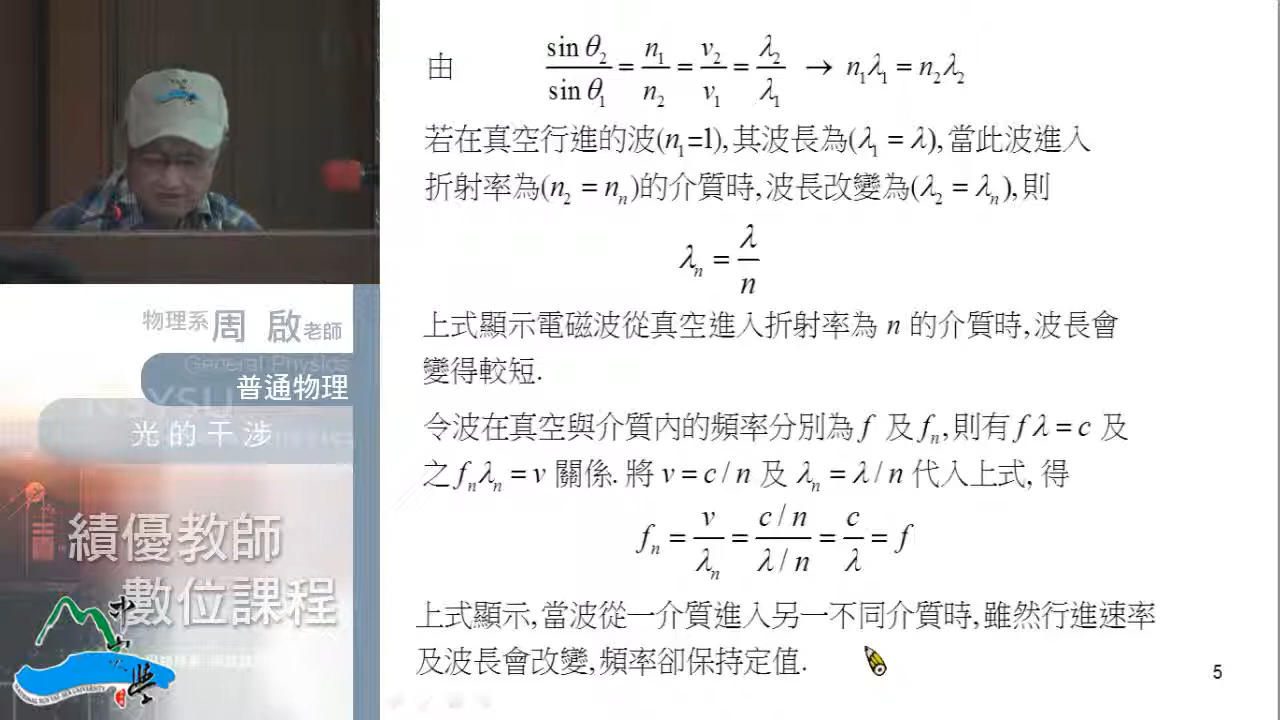 由 sin θ₂ / sin θ₁ = n₁ / n₂ = v₂ / v₁ = λ₂ / λ₁ → n₁λ₁ = n₂λ₂
若在真空行進的波(n₁=1), 其波長為(λ₁ = λ), 當此波進入
折射率為(n₂ = nₙ)的介質時, 波長改變為(λ₂ = λₙ), 則
λₙ = λ / n
上式顯示電磁波從真空進入折射率為 n 的介質時, 波長會
變得較短.
令波在真空與介質內的頻率分別為 f 及 fₙ, 則有 f λ = c 及
之 fₙλₙ = v 關係. 將 v = c / n 及 λₙ = λ / n 代入上式, 得
fₙ = v / λₙ = (c / n) / (λ / n) = c / λ = f
上式顯示, 當波從一介質進入另一不同介質時, 雖然行進速率
及波長會改變, 頻率卻保持定值.
5
物理系 周 啟 老師
General Physics
普通物理
光 的 干 涉
績優教師
數位課程